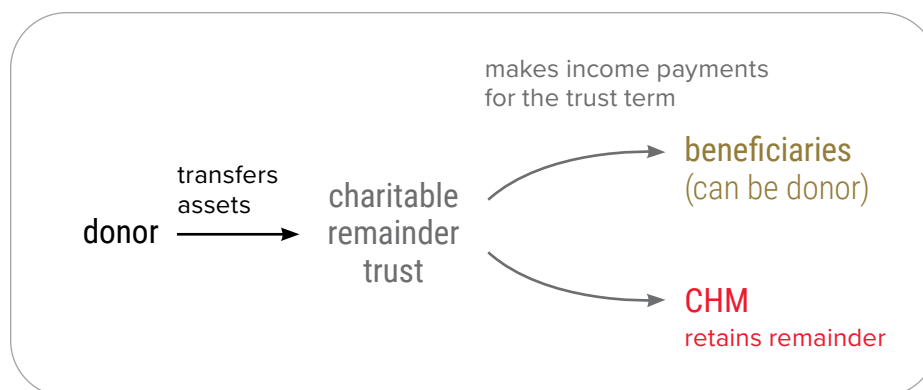 makes income payments
for the trust term
beneficiaries
(can be donor)
transfers
assets
donor
charitable
remainder
trust
CHM
retains remainder